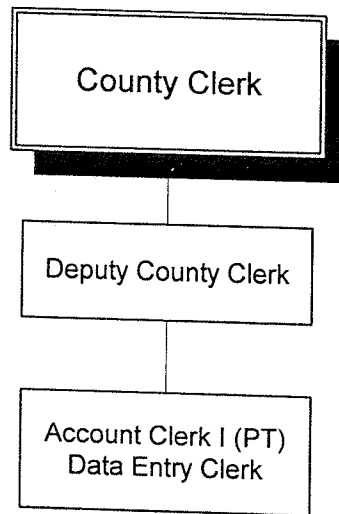 County Clerk
Deputy County Clerk
Account Clerk I (PT)
Data Entry Clerk